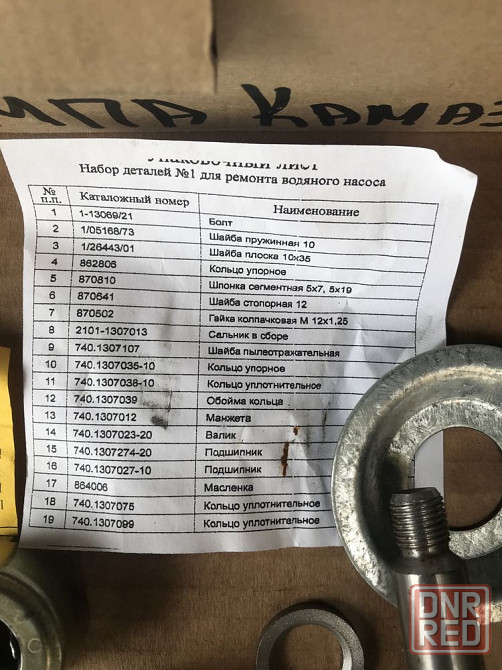 МПА КАМАЗ
УПАКОВОЧНЫЙ ЛИСТ
Набор деталей №1 для ремонта водяного насоса
№ п.п. Каталожный номер Наименование
1 1-13069/21 Болт
2 1/05168/73 Шайба пружинная 10
3 1/26443/01 Шайба плоска 10х35
4 862806 Кольцо упорное
5 870810 Шпонка сегментная 5х7, 5х19
6 870641 Шайба стопорная 12
7 870502 Гайка колпачковая М 12х1,25
8 2101-1307013 Сальник в сборе
9 740.1307107 Шайба пылеотражательная
10 740.1307035-10 Кольцо упорное
11 740.1307038-10 Кольцо уплотнительное
12 740.1307039 Обойма кольца
13 740.1307012 Манжета
14 740.1307023-20 Валик
15 740.1307274-20 Подшипник
16 740.1307027-10 Подшипник
17 864006 Масленка
18 740.1307075 Кольцо уплотнительное
19 740.1307099 Кольцо уплотнительное
DNR
RED